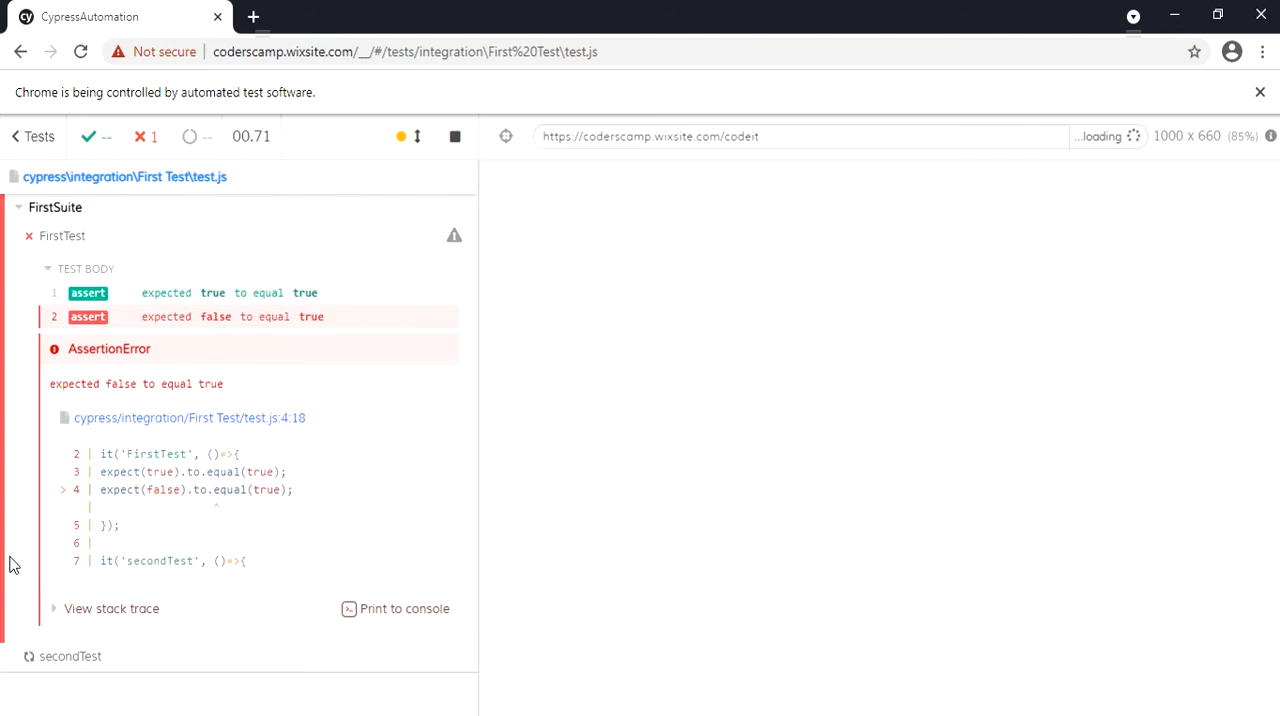 CypressAutomation
Not secure
coderscamp.wixsite.com/__/#/tests/integration\First%20Test\test.js
Chrome is being controlled by automated test software.
Tests -- 1 -- 00.71
https://coderscamp.wixsite.com/codeit ...loading 1000 x 660 (85%)
cypress\integration\First Test\test.js
FirstSuite
FirstTest
TEST BODY
1 assert expected true to equal true
2 assert expected false to equal true
AssertionError
expected false to equal true
cypress/integration/First Test/test.js:4:18
2 | it('FirstTest', ()=>{
3 | expect(true).to.equal(true);
> 4 | expect(false).to.equal(true);
| ^
5 | });
6 |
7 | it('secondTest', ()=>{
View stack trace Print to console
secondTest